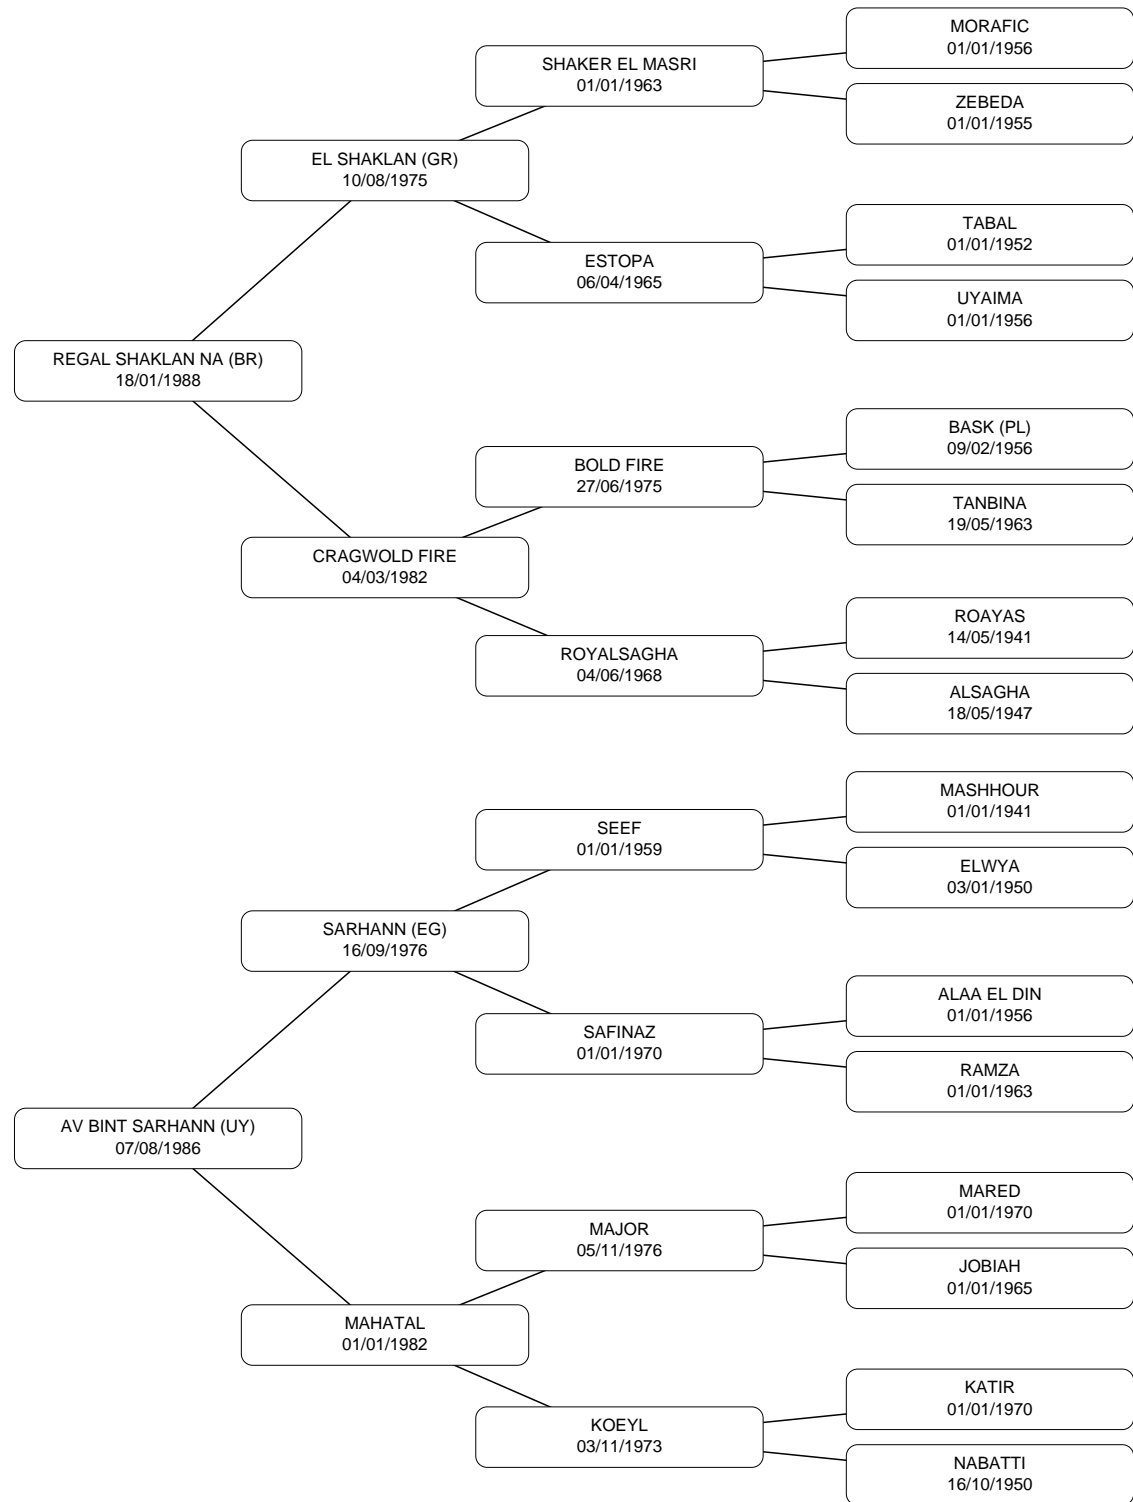 MORAFIC
01/01/1956
SHAKER EL MASRI
01/01/1963
ZEBEDA
01/01/1955
EL SHAKLAN (GR)
10/08/1975
TABAL
01/01/1952
ESTOPA
06/04/1965
UYAIMA
01/01/1956
REGAL SHAKLAN NA (BR)
18/01/1988
BASK (PL)
09/02/1956
BOLD FIRE
27/06/1975
TANBINA
19/05/1963
CRAGWOLD FIRE
04/03/1982
ROAYAS
14/05/1941
ROYALSAGHA
04/06/1968
ALSAGHA
18/05/1947
MASHHOUR
01/01/1941
SEEF
01/01/1959
ELWYA
03/01/1950
SARHANN (EG)
16/09/1976
ALAA EL DIN
01/01/1956
SAFINAZ
01/01/1970
RAMZA
01/01/1963
AV BINT SARHANN (UY)
07/08/1986
MARED
01/01/1970
MAJOR
05/11/1976
JOBIAH
01/01/1965
MAHATAL
01/01/1982
KATIR
01/01/1970
KOEYL
03/11/1973
NABATTI
16/10/1950